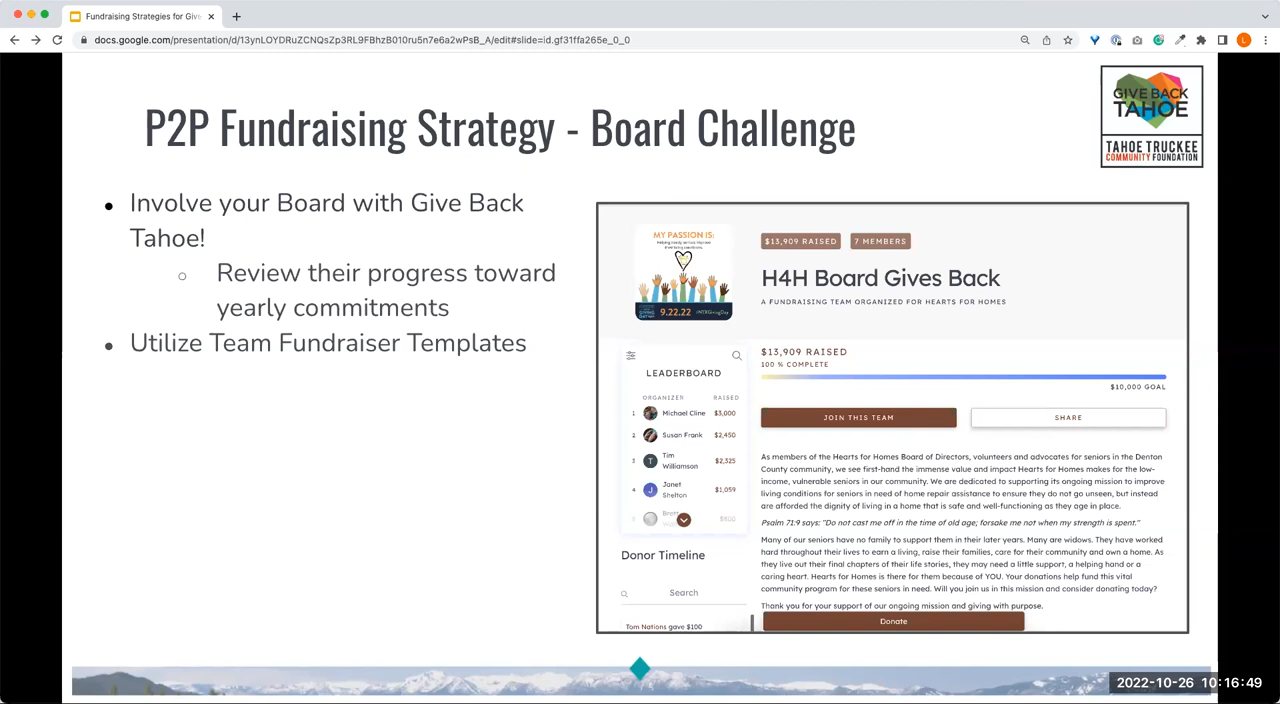 Fundraising Strategies for Give
docs.google.com/presentation/d/13ynLOYDRuZCNQsZp3RL9FBhzB010ru5n7e6a2wPsB_A/edit#slide=id.gf31ffa265e_0_0
L
P2P Fundraising Strategy - Board Challenge
GIVE BACK
TAHOE
TAHOE TRUCKEE
COMMUNITY FOUNDATION
Involve your Board with Give Back
Tahoe!
Review their progress toward
yearly commitments
Utilize Team Fundraiser Templates
MY PASSION IS:
9.22.22
$13,909 RAISED
7 MEMBERS
H4H Board Gives Back
A FUNDRAISING TEAM ORGANIZED FOR HEARTS FOR HOMES
LEADERBOARD
ORGANIZER RAISED
1 Michael Cline $3,000
2 Susan Frank $2,450
3 T Tim
Williamson $2,325
4 J Janet
Shelton $1,059
5 Brett $600
Donor Timeline
Search
Tom Nations gave $100
$13,909 RAISED
100 % COMPLETE
$10,000 GOAL
JOIN THIS TEAM
SHARE
As members of the Hearts for Homes Board of Directors, volunteers and advocates for seniors in the Denton
County community, we see first-hand the immense value and impact Hearts for Homes makes for the low-
income, vulnerable seniors in our community. We are dedicated to supporting its ongoing mission to improve
living conditions for seniors in need of home repair assistance to ensure they do not go unseen, but instead
are afforded the dignity of living in a home that is safe and well-functioning as they age in place.
Psalm 71:9 says: "Do not cast me off in the time of old age; forsake me not when my strength is spent."
Many of our seniors have no family to support them in their later years. Many are widows. They have worked
hard throughout their lives to earn a living, raise their families, care for their community and own a home. As
they live out their final chapters of their life stories, they may need a little support, a helping hand or a
caring heart. Hearts for Homes is there for them because of YOU. Your donations help fund this vital
community program for these seniors in need. Will you join us in this mission and consider donating today?
Thank you for your support of our ongoing mission and giving with purpose.
Donate
2022-10-26 10:16:49